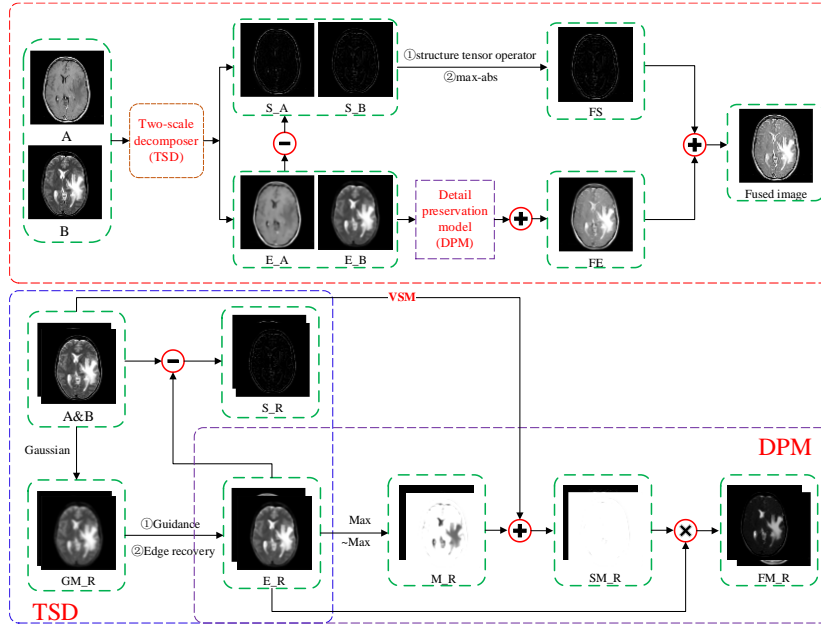 A
B
Two-scale
decomposer
(TSD)
S_A
S_B
①structure tensor operator
②max-abs
FS
E_A
E_B
Detail
preservation
model
(DPM)
FE
Fused image
VSM
A&B
S_R
Gaussian
DPM
GM_R
①Guidance
②Edge recovery
E_R
Max
~Max
M_R
SM_R
FM_R
TSD